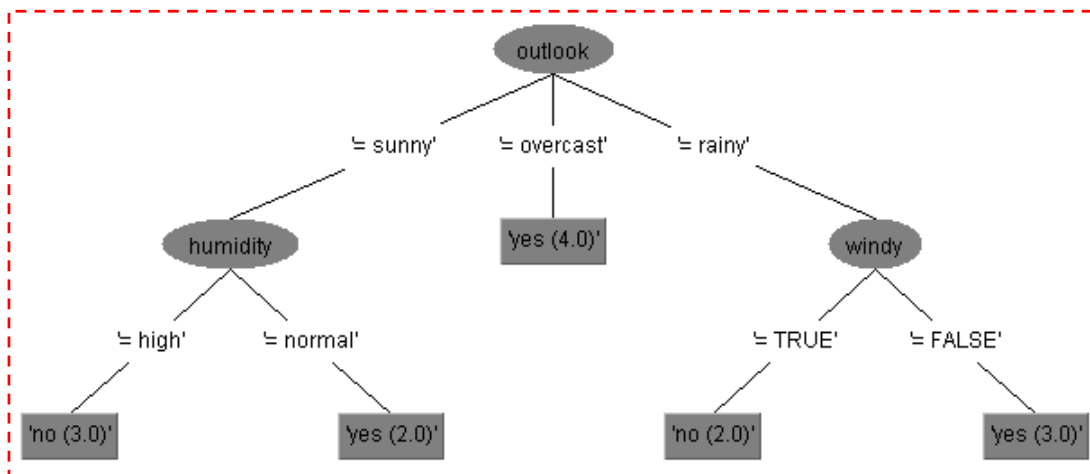 outlook
'= sunny' '= overcast' '= rainy'
humidity 'yes (4.0)' windy
'= high' '= normal' '= TRUE' '= FALSE'
'no (3.0)' 'yes (2.0)' 'no (2.0)' 'yes (3.0)'